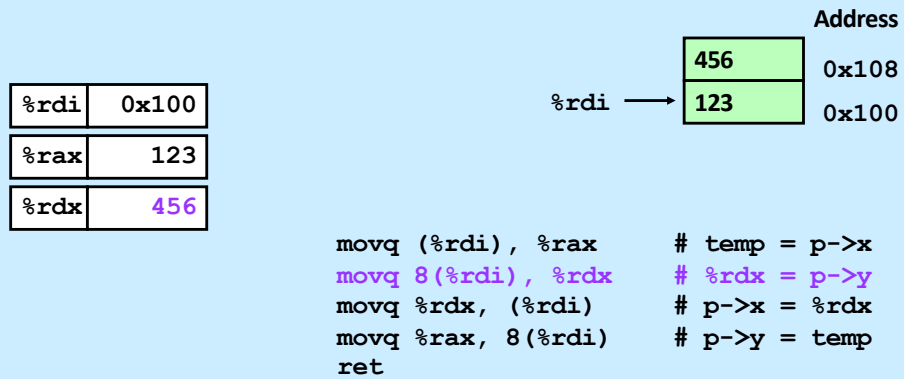 Address
456 0x108
%rdi 123 0x100
%rdi 0x100
%rax 123
%rdx 456
movq (%rdi), %rax # temp = p->x
movq 8(%rdi), %rdx # %rdx = p->y
movq %rdx, (%rdi) # p->x = %rdx
movq %rax, 8(%rdi) # p->y = temp
ret